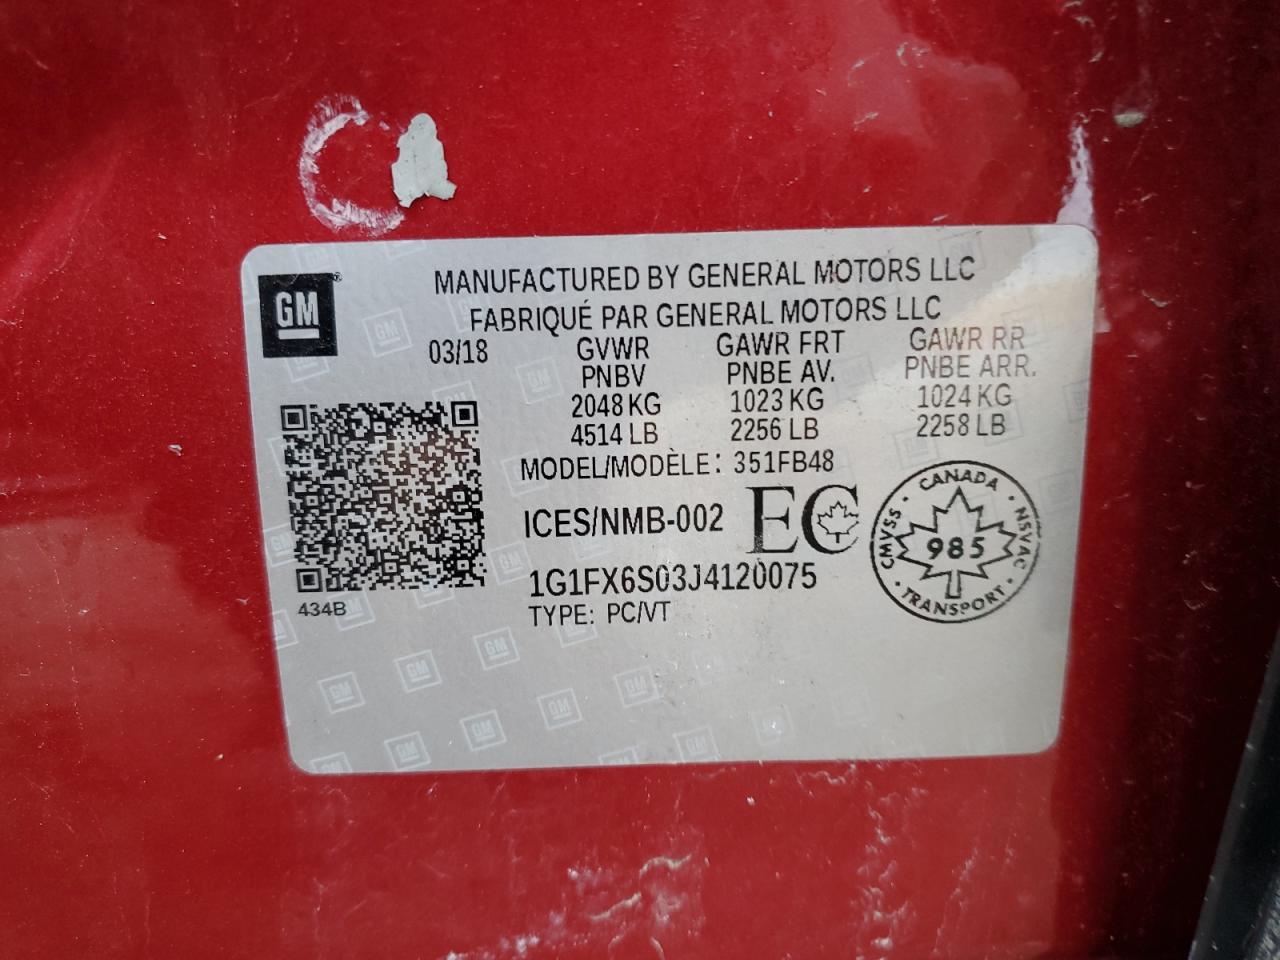 GM
MANUFACTURED BY GENERAL MOTORS LLC
FABRIQUÉ PAR GENERAL MOTORS LLC
03/18 GVWR GAWR FRT GAWR RR
PNBV PNBE AV. PNBE ARR.
2048 KG 1023 KG 1024 KG
4514 LB 2256 LB 2258 LB
MODEL/MODÈLE: 351FB48
ICES/NMB-002 EC
1G1FX6S03J4120075
TYPE: PC/VT
434B
CANADA
CMVSS 985 NSVAC
TRANSPORT